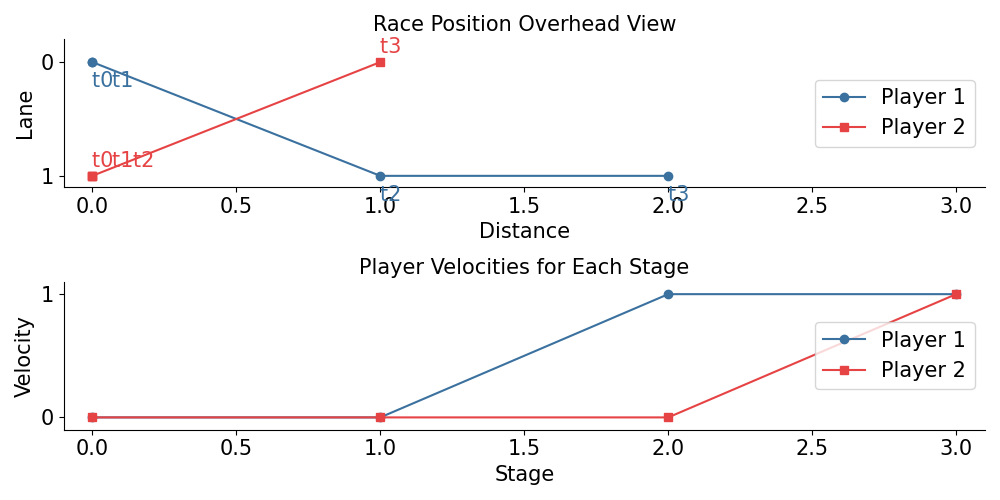 Race Position Overhead View
Lane
0
1
t0t1
t0t1t2
t3
t2
t3
Player 1
Player 2
0.0 0.5 1.0 1.5 2.0 2.5 3.0
Distance
Player Velocities for Each Stage
Velocity
1
0
Player 1
Player 2
0.0 0.5 1.0 1.5 2.0 2.5 3.0
Stage